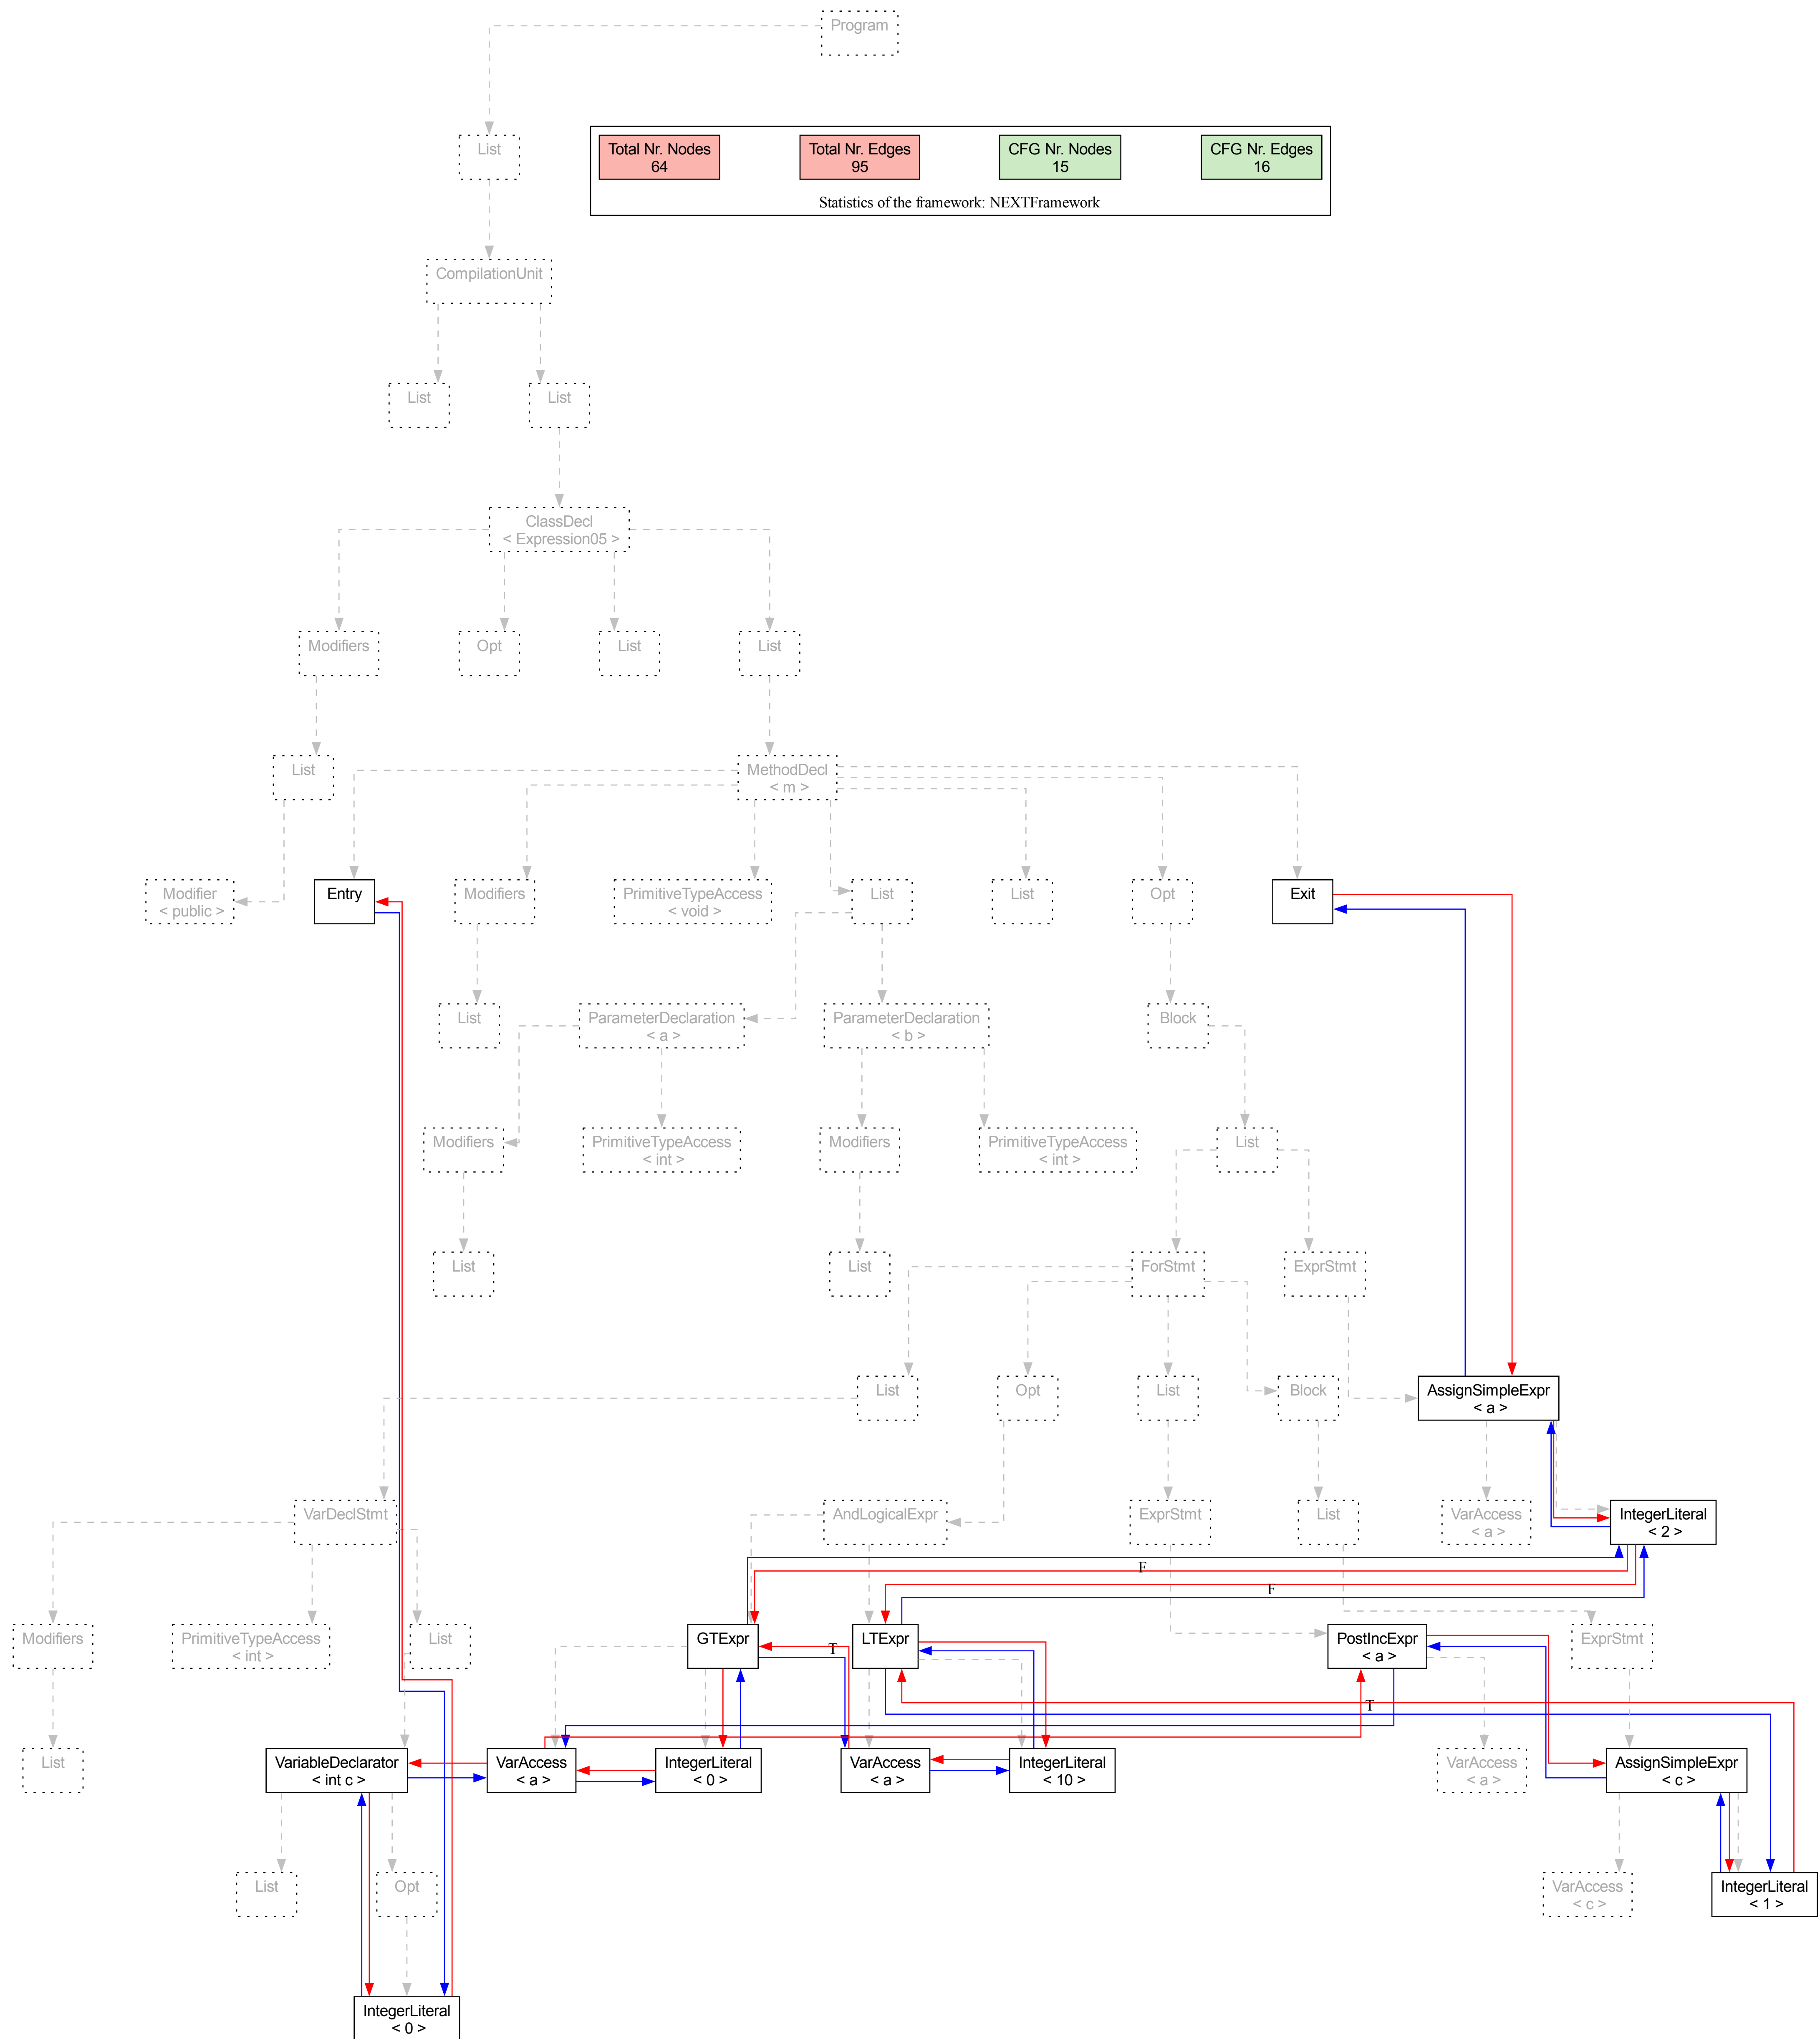 Program
List
Total Nr. Nodes
64
Total Nr. Edges
95
CFG Nr. Nodes
15
CFG Nr. Edges
16
Statistics of the framework: NEXTFramework
CompilationUnit
List
List
ClassDecl
< Expression05 >
Modifiers
Opt
List
List
List
MethodDecl
< m >
Modifier
< public >
Entry
Modifiers
PrimitiveTypeAccess
< void >
List
List
Opt
Exit
List
ParameterDeclaration
< a >
ParameterDeclaration
< b >
Block
Modifiers
PrimitiveTypeAccess
< int >
Modifiers
PrimitiveTypeAccess
< int >
List
List
List
ForStmt
ExprStmt
List
Opt
List
Block
AssignSimpleExpr
< a >
VarDeclStmt
AndLogicalExpr
ExprStmt
List
VarAccess
< a >
IntegerLiteral
< 2 >
F
F
Modifiers
PrimitiveTypeAccess
< int >
List
GTExpr
T
LTExpr
PostIncExpr
< a >
ExprStmt
T
List
VariableDeclarator
< int c >
VarAccess
< a >
IntegerLiteral
< 0 >
VarAccess
< a >
IntegerLiteral
< 10 >
VarAccess
< a >
AssignSimpleExpr
< c >
List
Opt
VarAccess
< c >
IntegerLiteral
< 1 >
IntegerLiteral
< 0 >